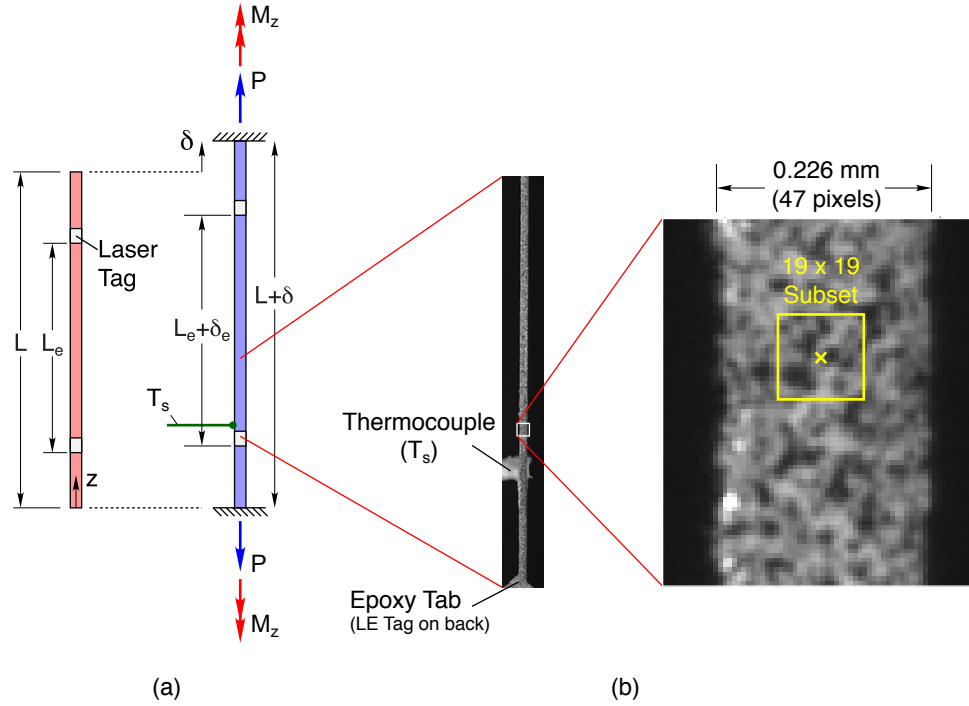 M_z
P
δ
L
L_e
Laser
Tag
z
T_s
L_e+δ_e
L+δ
P
M_z
(a)
Thermocouple
(T_s)
Epoxy Tab
(LE Tag on back)
0.226 mm
(47 pixels)
19 x 19
Subset
(b)